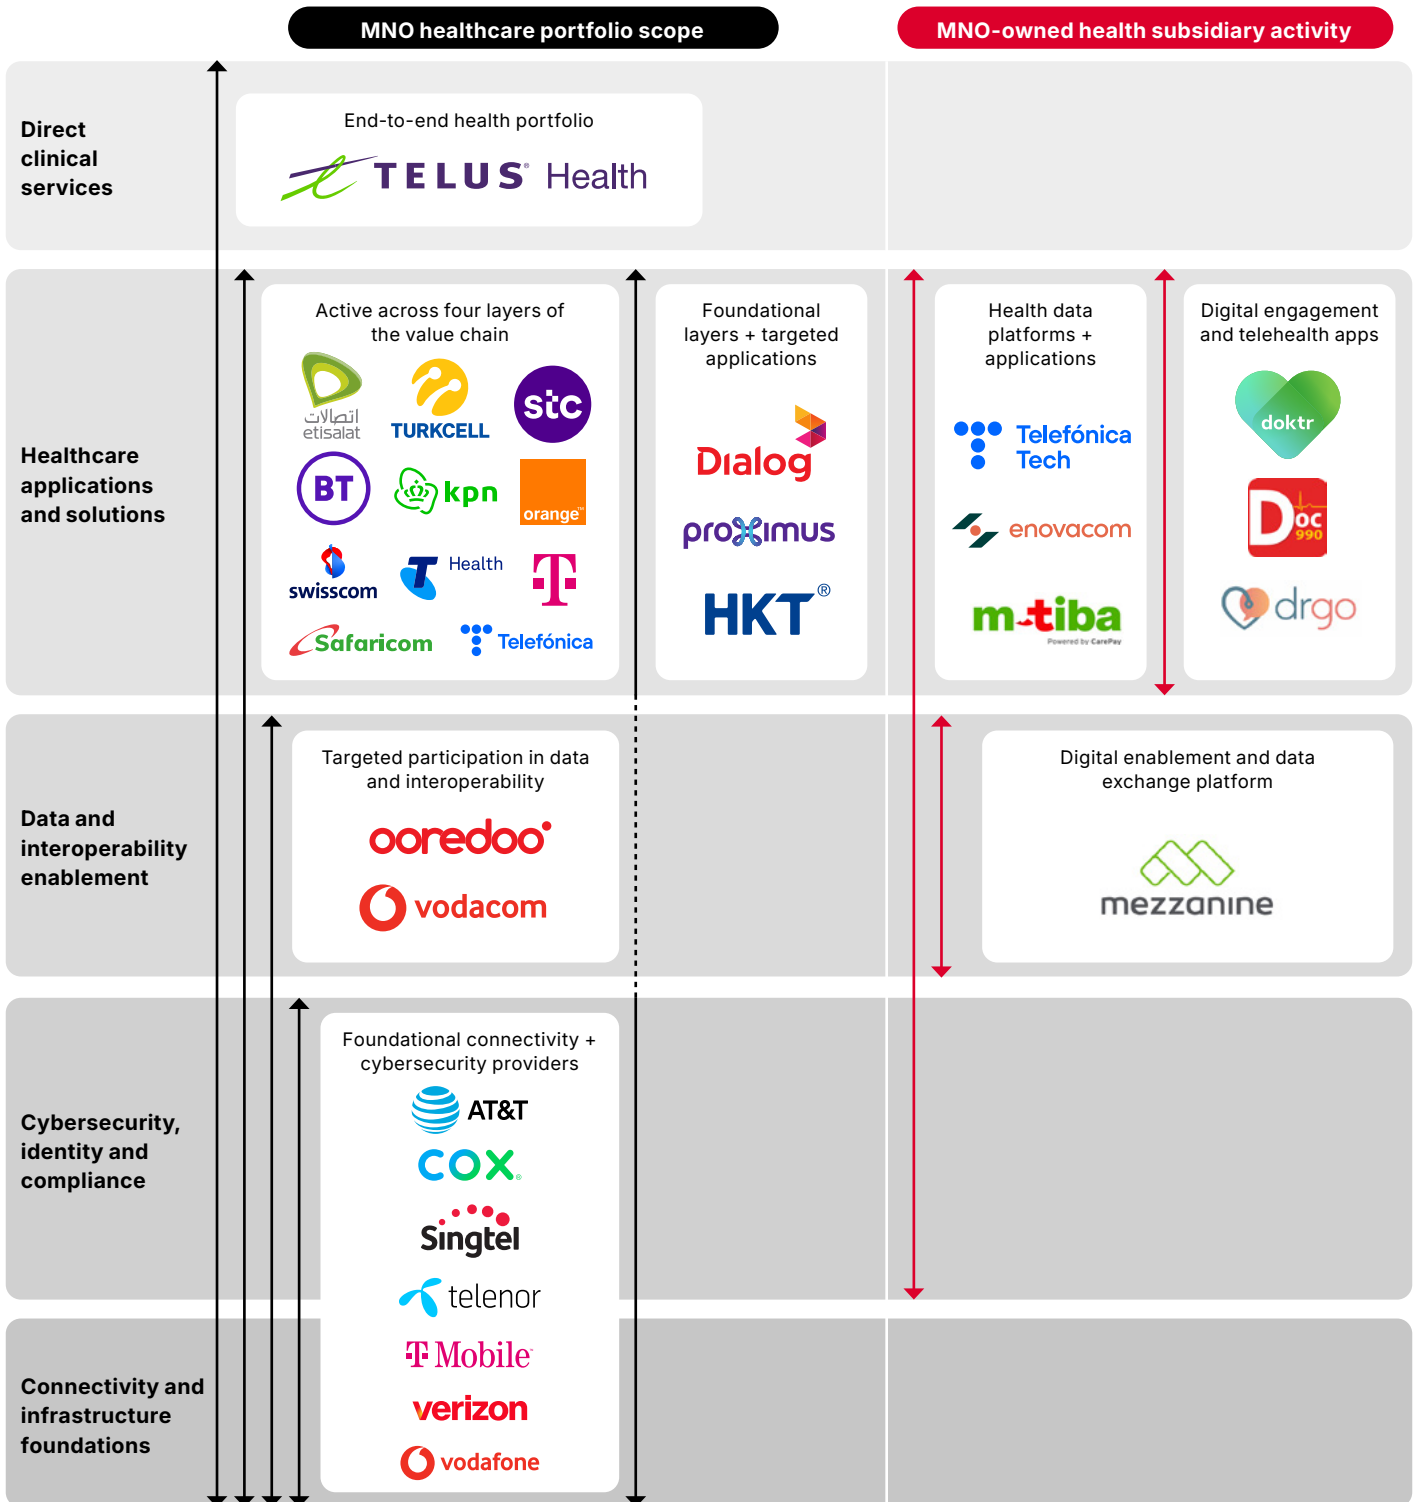 MNO healthcare portfolio scope
MNO-owned health subsidiary activity
Direct
clinical
services
End-to-end health portfolio
TELUS® Health
Healthcare
applications
and solutions
Active across four layers of
the value chain
اتصالات
etisalat
TURKCELL
stc
BT
kpn
orange™
swisscom
T Health
T
Safaricom
Telefónica
Foundational
layers + targeted
applications
Dialog
proximus
HKT®
Health data
platforms +
applications
Telefónica
Tech
enovacom
m-tiba
Powered by CarePay
Digital engagement
and telehealth apps
doktr
Doc
990
drgo
Data and
interoperability
enablement
Targeted participation in data
and interoperability
ooredoo
vodacom
Digital enablement and data
exchange platform
mezzanine
Cybersecurity,
identity and
compliance
Foundational connectivity +
cybersecurity providers
AT&T
COX®
Singtel
telenor
Connectivity and
infrastructure
foundations
T Mobile
verizon
vodafone